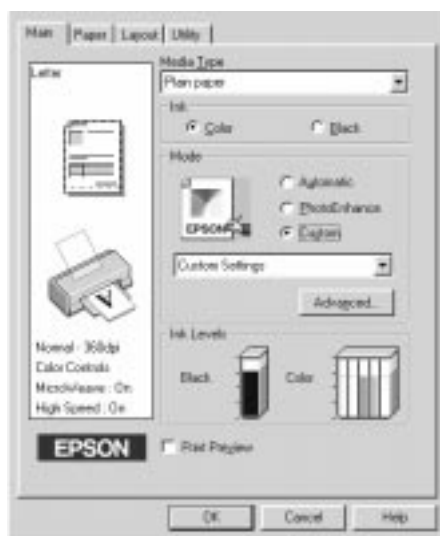 Main Paper Layout Utility
Letter
Media Type
Plain paper
Ink
Color Black
Mode
EPSON
Automatic
PhotoEnhance
Custom
Custom Settings
Advanced...
Normal - 360dpi
Color Controls
MicroWeave : On
High Speed : On
Ink Levels
Black Color
EPSON
Print Preview
OK Cancel Help